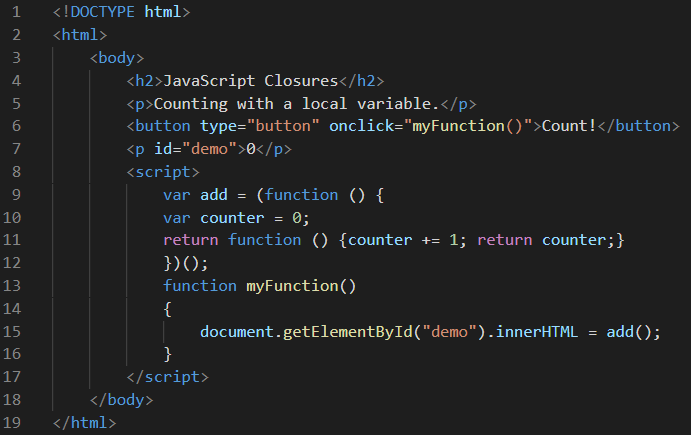 1 <!DOCTYPE html>
2 <html>
3 <body>
4 <h2>JavaScript Closures</h2>
5 <p>Counting with a local variable.</p>
6 <button type="button" onclick="myFunction()">Count!</button>
7 <p id="demo">0</p>
8 <script>
9 var add = (function () {
10 var counter = 0;
11 return function () {counter += 1; return counter;}
12 })();
13 function myFunction()
14 {
15 document.getElementById("demo").innerHTML = add();
16 }
17 </script>
18 </body>
19 </html>